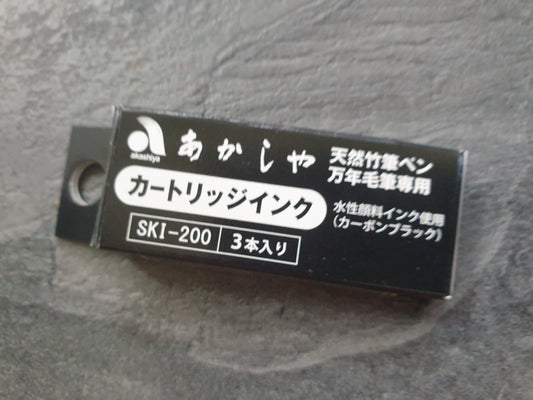 akashiya
あかしや
天然竹筆ペン
万年毛筆専用
カートリッジインク
水性顔料インク使用
(カーボンブラック)
SKI-200
3本入り